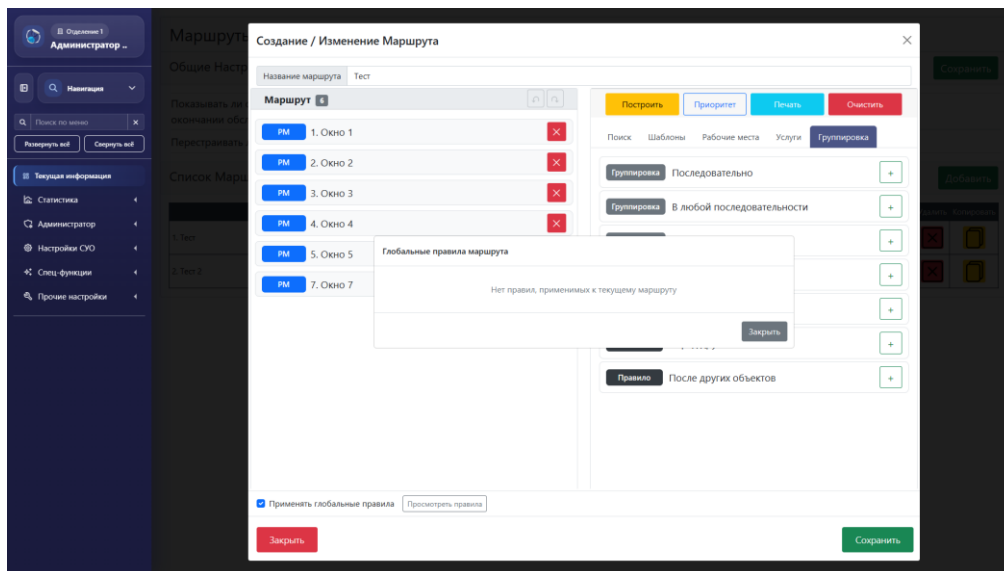 Отделение 1
Администратор ..
Навигация
Поиск по меню
Развернуть всё
Свернуть всё
Текущая информация
Статистика
Администратор
Настройки СУО
Спец-функции
Прочие настройки
Маршруты
Общие Настр
Сохранить
Показывать ли
окончании обс
Перестраивать
Список Марш
Добавить
Копировать
1. Тест
2. Тест 2
Создание / Изменение Маршрута
Название маршрута Тест
Маршрут 6
РМ 1. Окно 1
РМ 2. Окно 2
РМ 3. Окно 3
РМ 4. Окно 4
РМ 5. Окно 5
РМ 7. Окно 7
Построить Приоритет Печать Очистить
Поиск Шаблоны Рабочие места Услуги Группировка
Группировка Последовательно +
Группировка В любой последовательности +
+
+
+
+
Правило После других объектов +
Глобальные правила маршрута
Нет правил, применимых к текущему маршруту
Закрыть
Применять глобальные правила Просмотреть правила
Закрыть
Сохранить